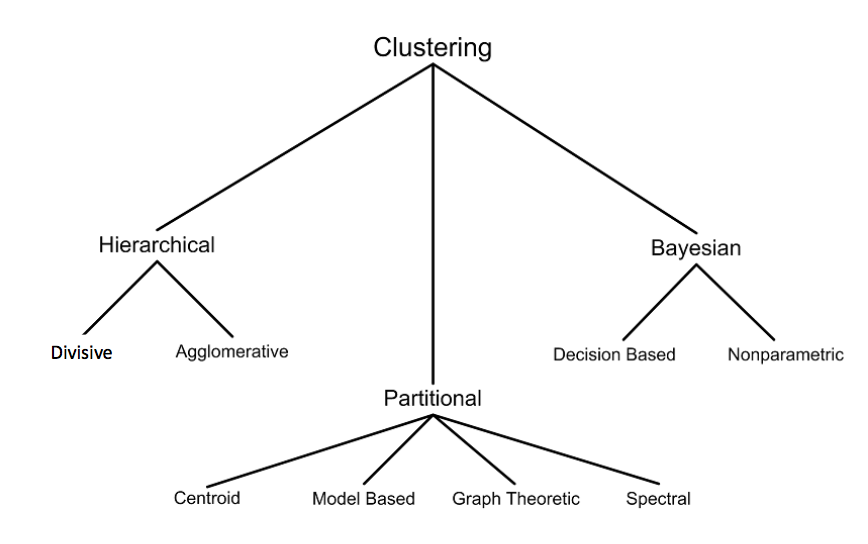 Clustering
Hierarchical
Bayesian
Divisive
Agglomerative
Decision Based
Nonparametric
Partitional
Centroid
Model Based
Graph Theoretic
Spectral